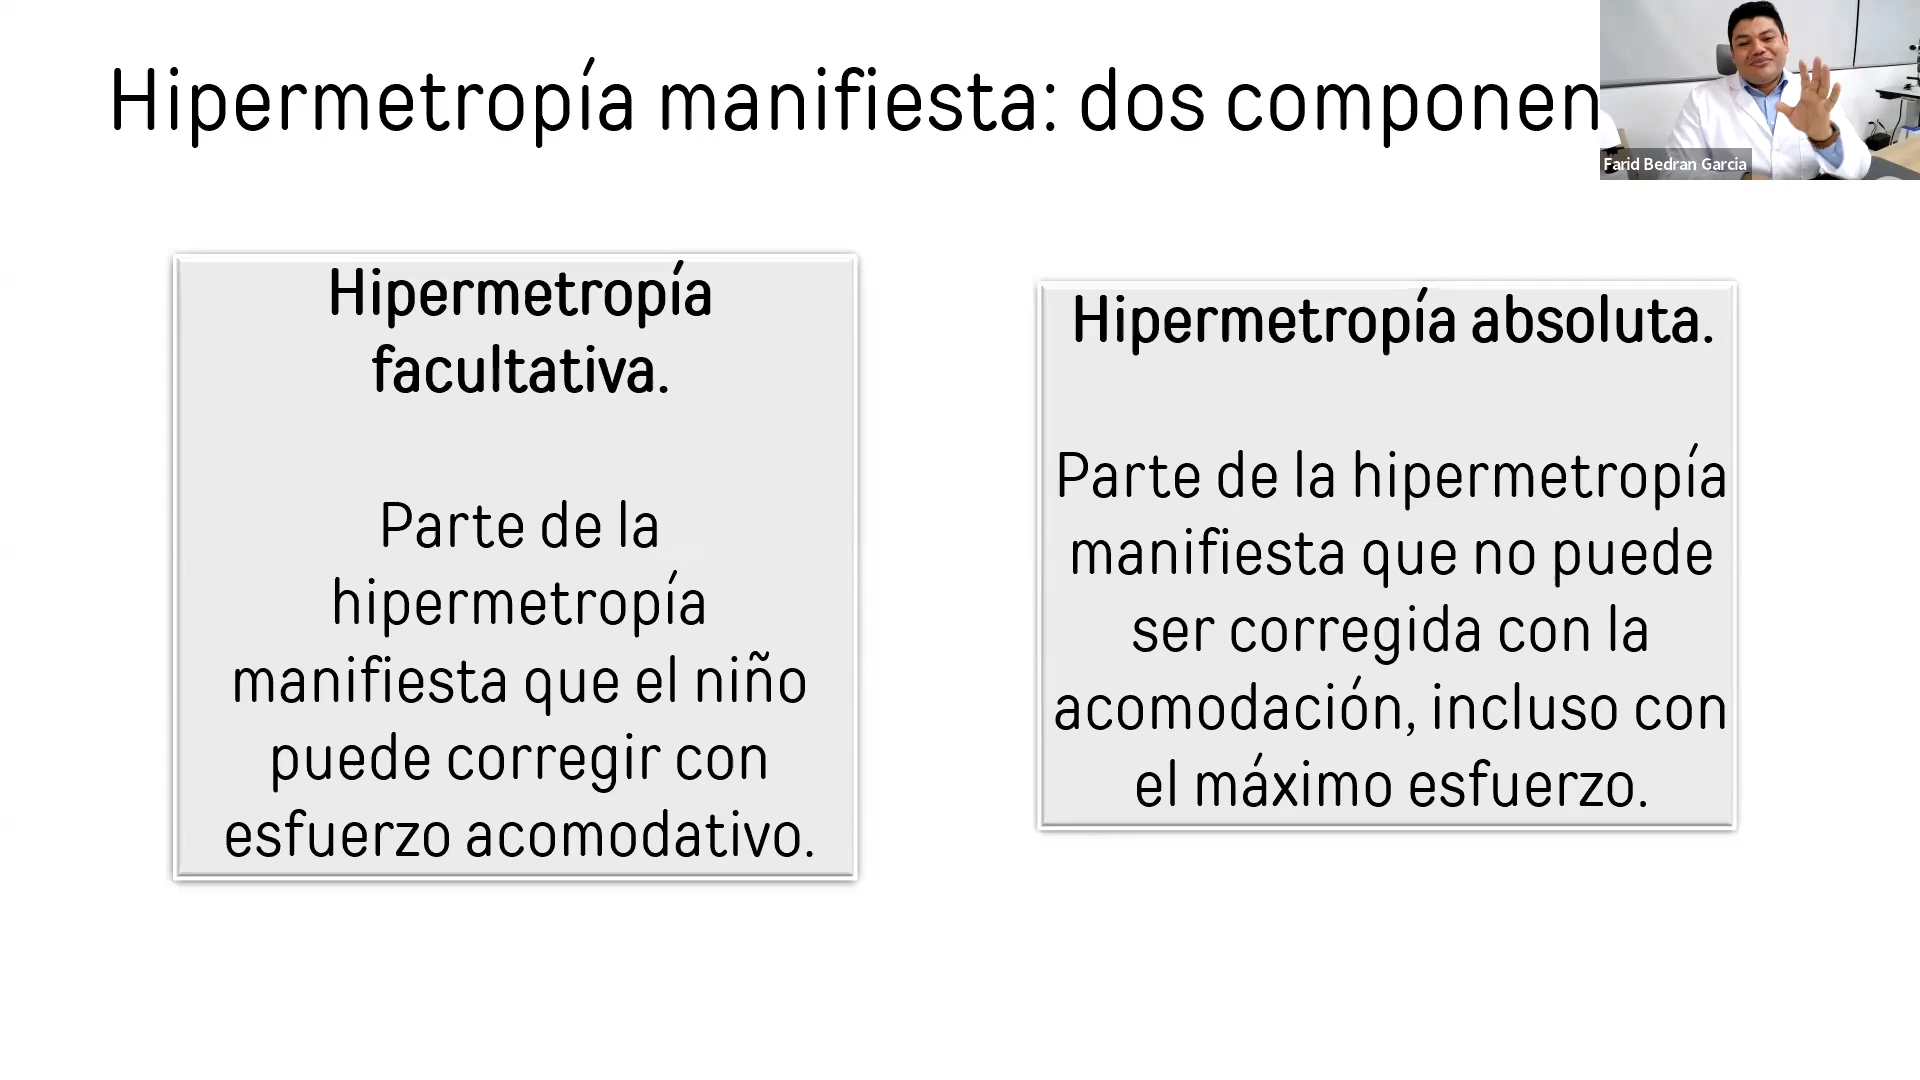 Hipermetropía manifiesta: dos componen
Farid Bedran Garcia
Hipermetropía
facultativa.
Parte de la
hipermetropía
manifiesta que el niño
puede corregir con
esfuerzo acomodativo.
Hipermetropía absoluta.
Parte de la hipermetropía
manifiesta que no puede
ser corregida con la
acomodación, incluso con
el máximo esfuerzo.